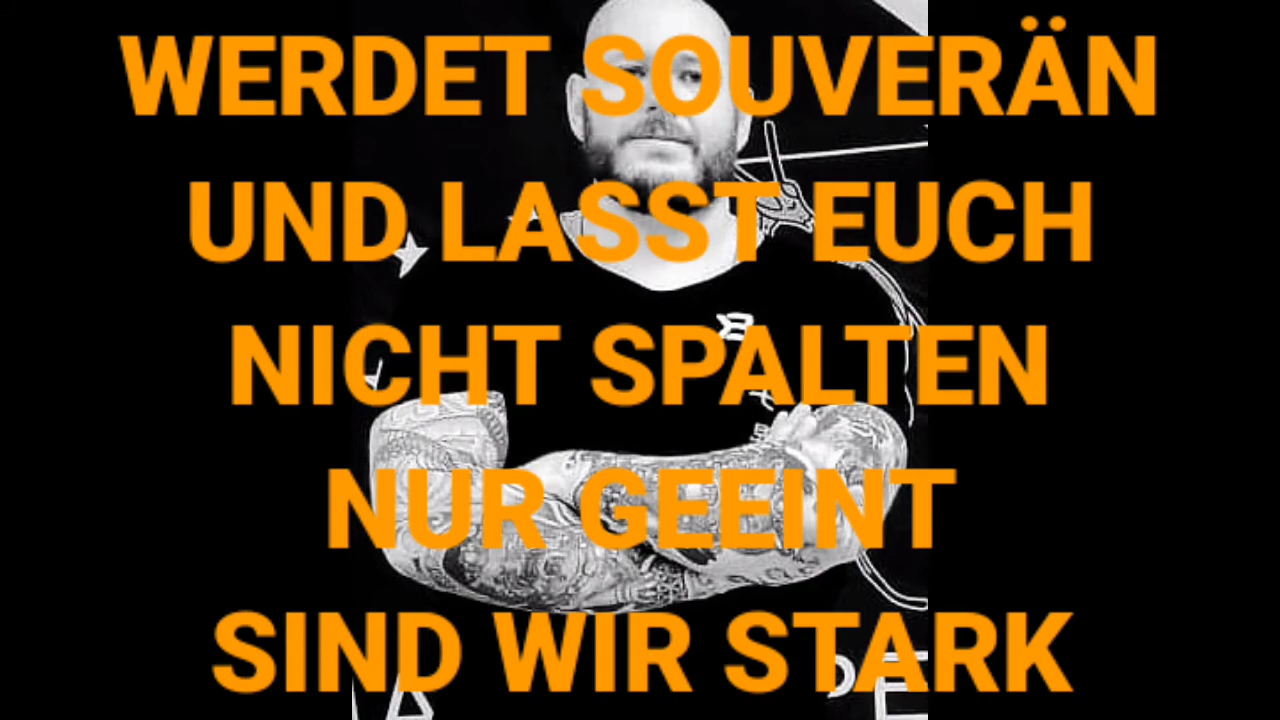 WERDET SOUVERÄN
UND LASST EUCH
NICHT SPALTEN
NUR GEEINT
SIND WIR STARK